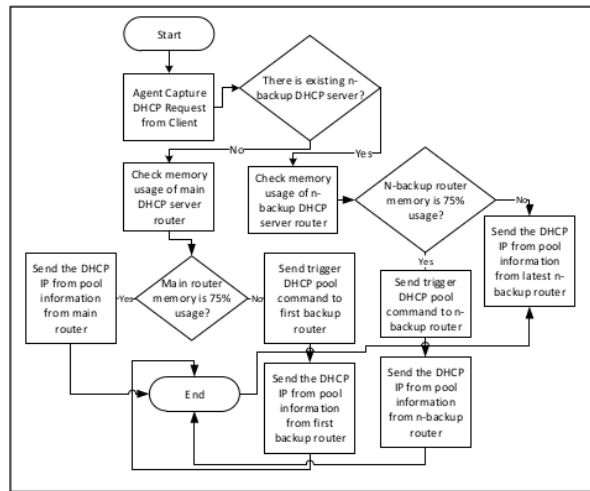 Start
There is existing n-
backup DHCP server?
Agent Capture
DHCP Request
from Client
No
Yes
Check memory
usage of main
DHCP server
router
Check memory
usage of n-
backup DHCP
server router
N-backup router
memory is 75%
usage?
No
Send the DHCP
IP from pool
information
from main
router
Yes
Main router
memory is 75%
usage?
No
Send trigger
DHCP pool
command to
first backup
router
Yes
Send trigger
DHCP pool
command to n-
backup router
Send the DHCP
IP from pool
information
from latest n-
backup router
End
Send the DHCP
IP from pool
information
from first
backup router
Send the DHCP
IP from pool
information
from n-backup
router